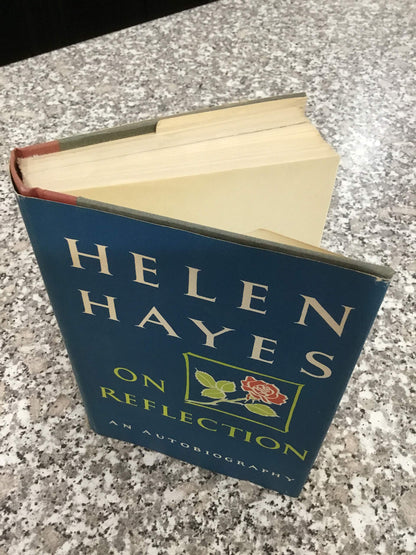 HELEN
HAYES
ON
REFLECTION
AN AUTOBIOGRAPHY